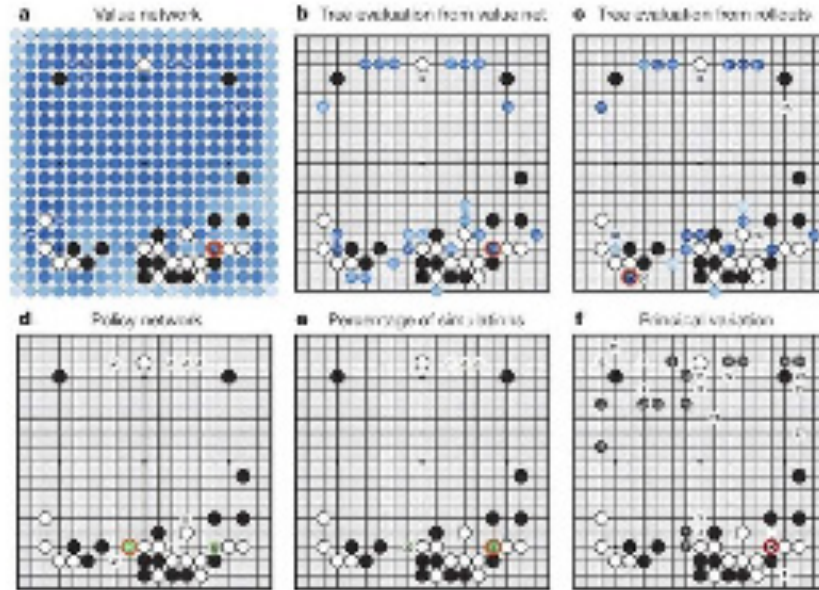 a Value network
b Tree evaluation from value net
c Tree evaluation from rollouts
d Policy network
e Percentage of simulations
f Principal variation